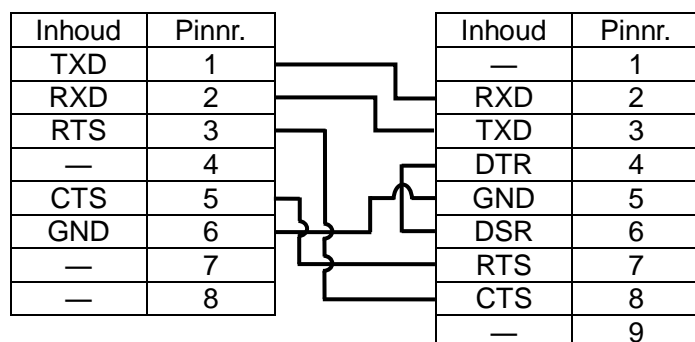 Inhoud Pinnr.
TXD 1
RXD 2
RTS 3
— 4
CTS 5
GND 6
— 7
— 8
Inhoud Pinnr.
— 1
RXD 2
TXD 3
DTR 4
GND 5
DSR 6
RTS 7
CTS 8
— 9